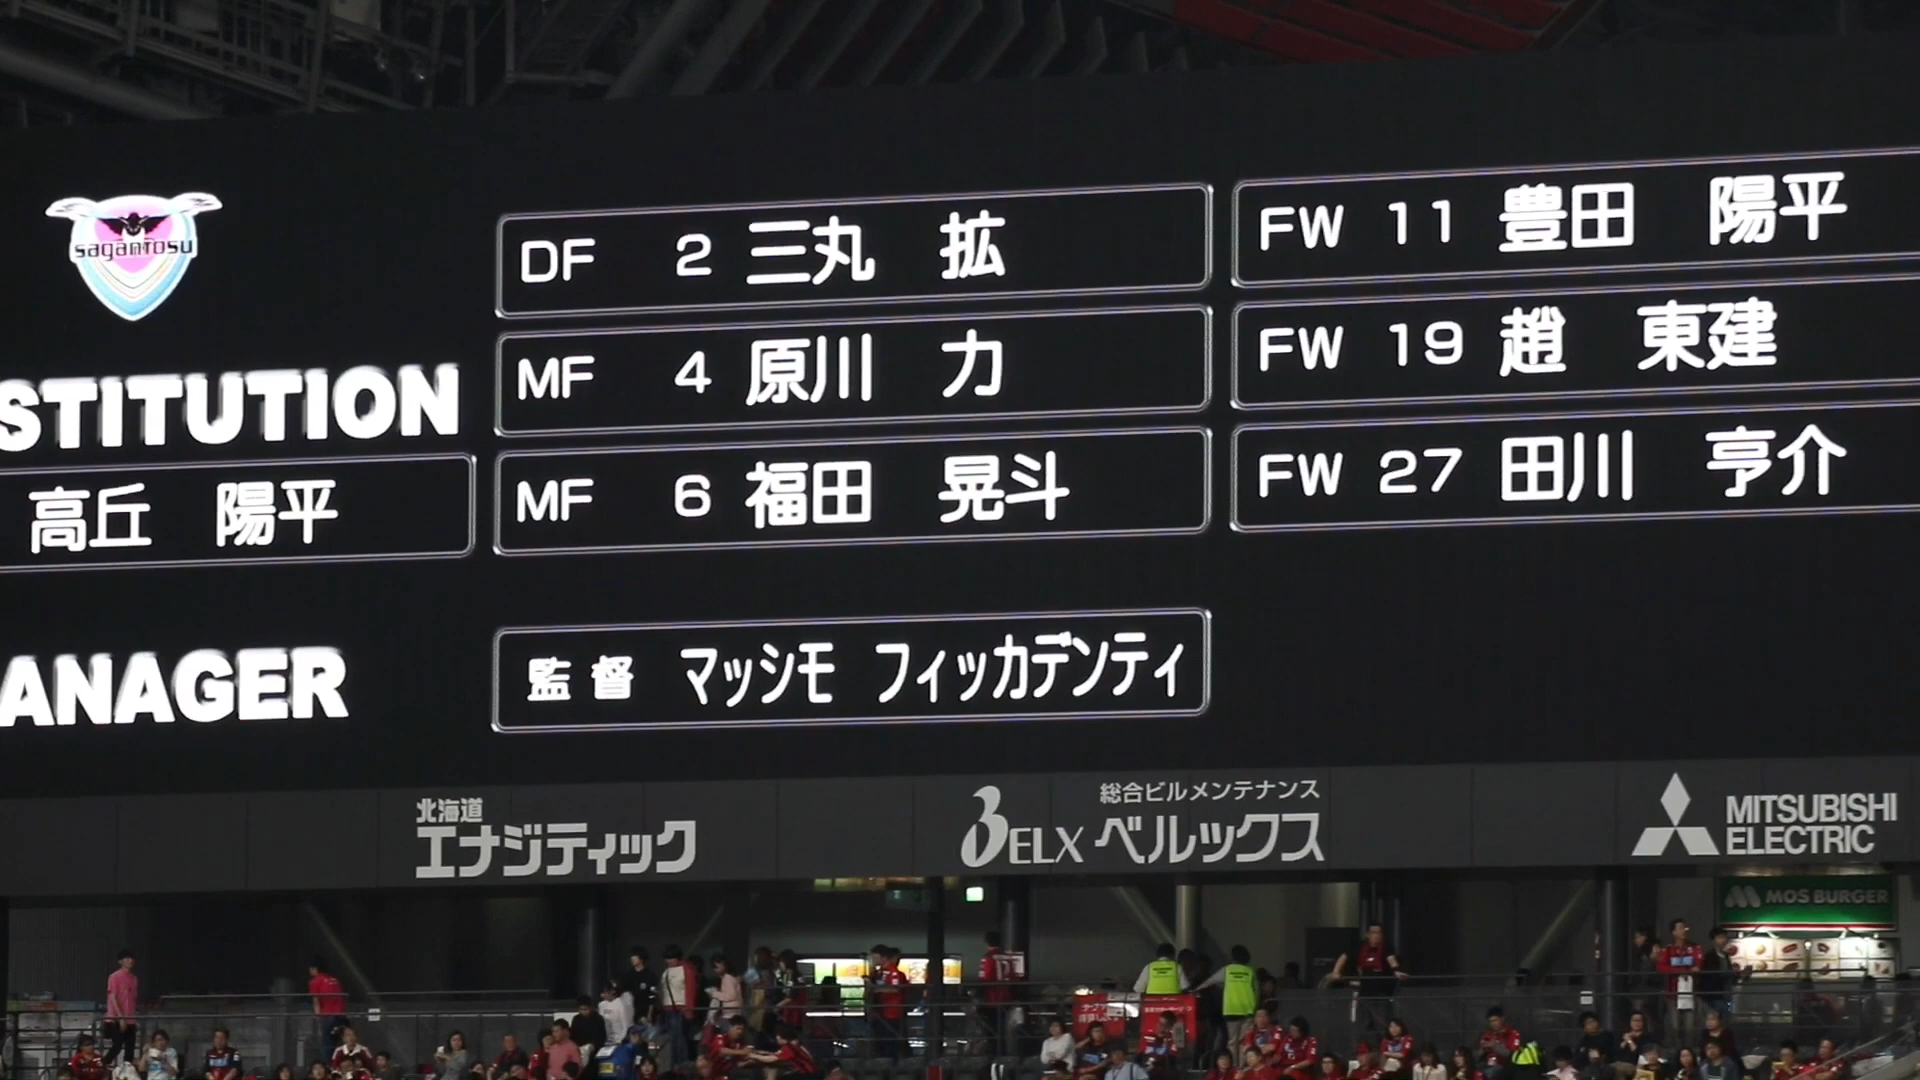 sagantosu
STITUTION
高丘 陽平
DF 2 三丸 拡
MF 4 原川 力
MF 6 福田 晃斗
FW 11 豊田 陽平
FW 19 趙 東建
FW 27 田川 亨介
ANAGER
監督 マッシモ フィッカデンティ
北海道
エナジティック
総合ビルメンテナンス
BELX ベルックス
MITSUBISHI
ELECTRIC
MOS BURGER